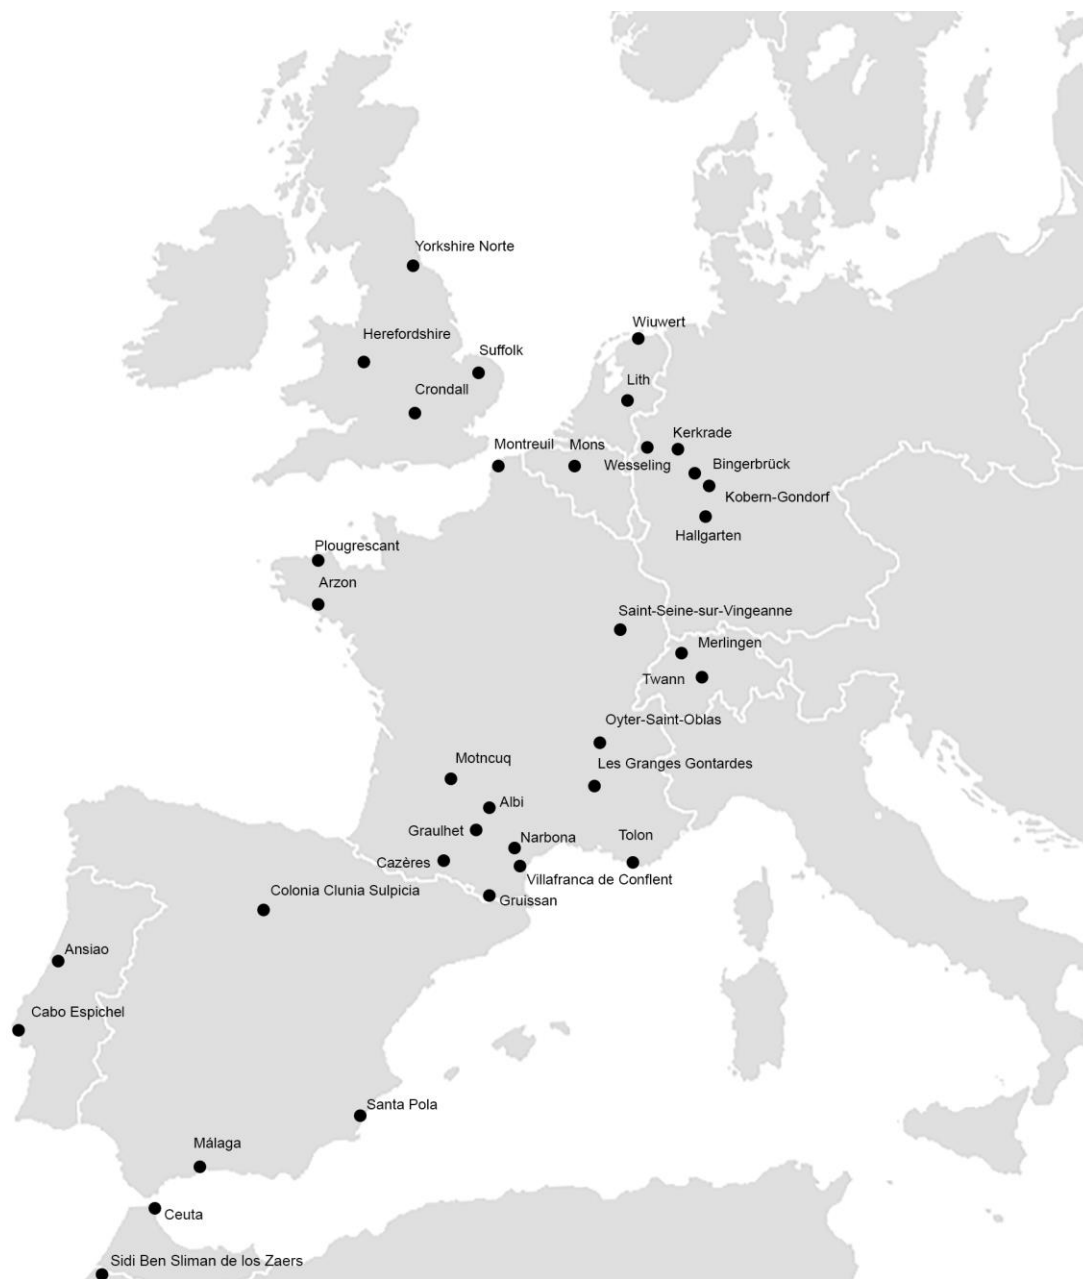 Yorkshire Norte
Wiuwert
Herefordshire
Suffolk
Lith
Crondall
Kerkrade
Montreuil
Mons
Wesseling
Bingerbrück
Kobern-Gondorf
Hallgarten
Plougrescant
Arzon
Saint-Seine-sur-Vingeanne
Merlingen
Twann
Oyter-Saint-Oblas
Les Granges Gontardes
Motncuq
Albi
Graulhet
Narbona
Tolon
Cazères
Villafranca de Conflent
Colonia Clunia Sulpicia
Gruissan
Ansiao
Cabo Espichel
Santa Pola
Málaga
Ceuta
Sidi Ben Sliman de los Zaers